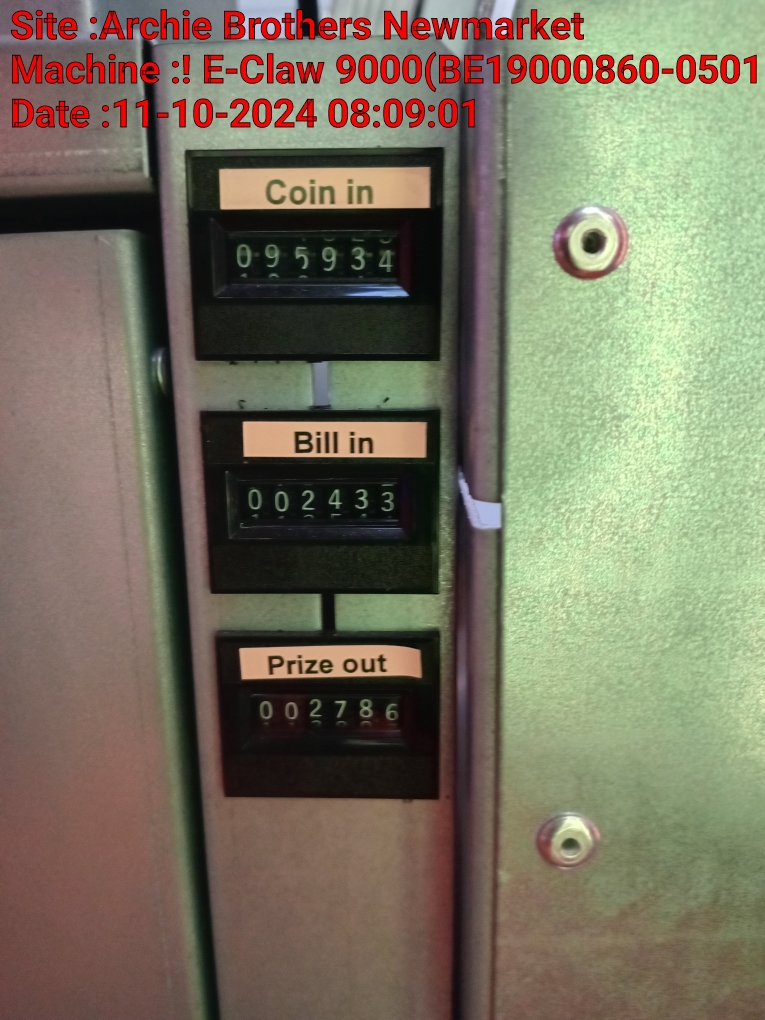 Site :Archie Brothers Newmarket
Machine :! E-Claw 9000(BE19000860-0501
Date :11-10-2024 08:09:01
Coin in
095934
Bill in
002433
Prize out
002786